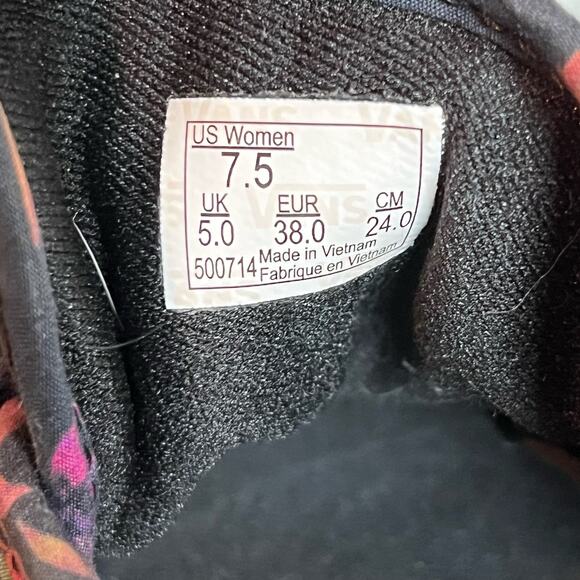 US Women
7.5
UK EUR CM
5.0 38.0 24.0
500714 Made in Vietnam
Fabrique en Vietnam
VANS